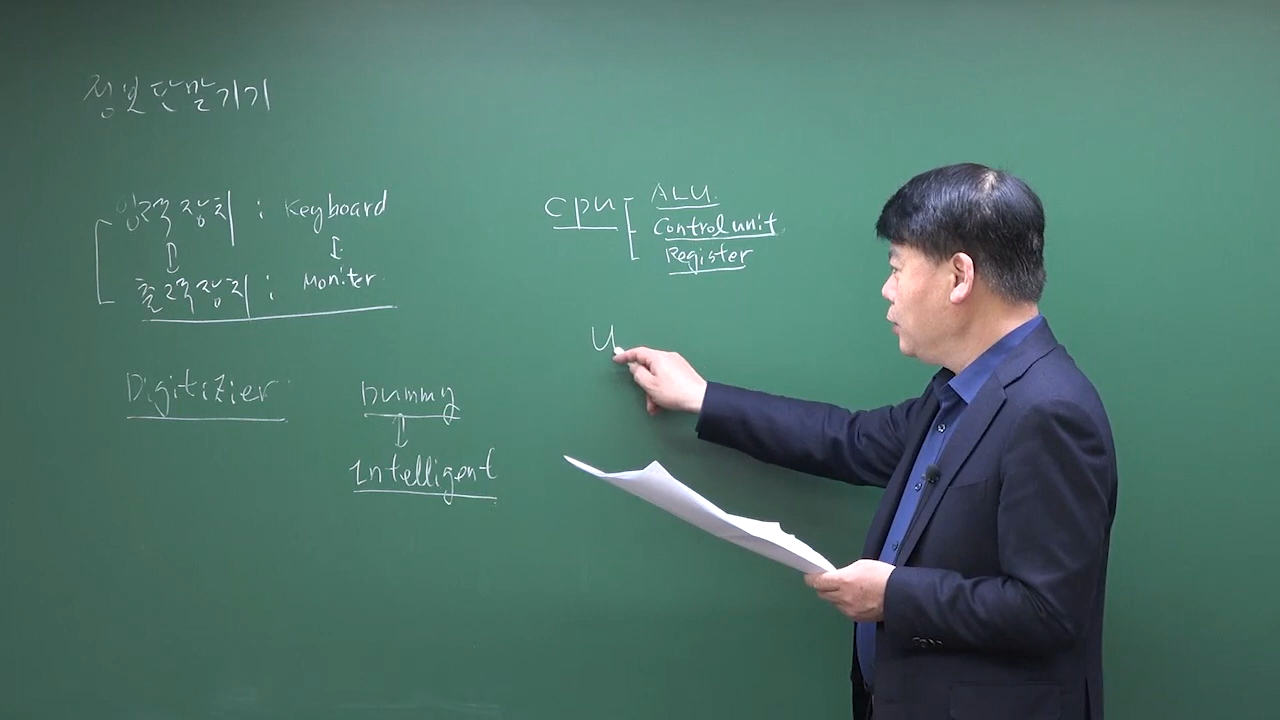 정보단말기기
입력장치 : Keyboard
출력장치 : Moniter
Digitizier
Dummy
Intelligent
CPU
ALU.
Control unit
Register
U